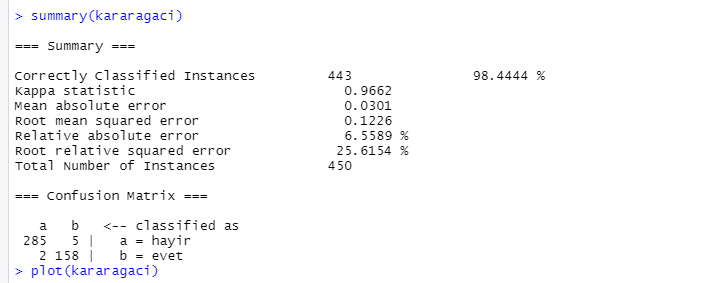 > summary(kararagaci)
=== Summary ===
Correctly Classified Instances         443               98.4444 %
Kappa statistic                          0.9662
Mean absolute error                      0.0301
Root mean squared error                  0.1226
Relative absolute error                  6.5589 %
Root relative squared error             25.6154 %
Total Number of Instances              450
=== Confusion Matrix ===
   a   b   <-- classified as
 285   5 |   a = hayir
   2 158 |   b = evet
> plot(kararagaci)